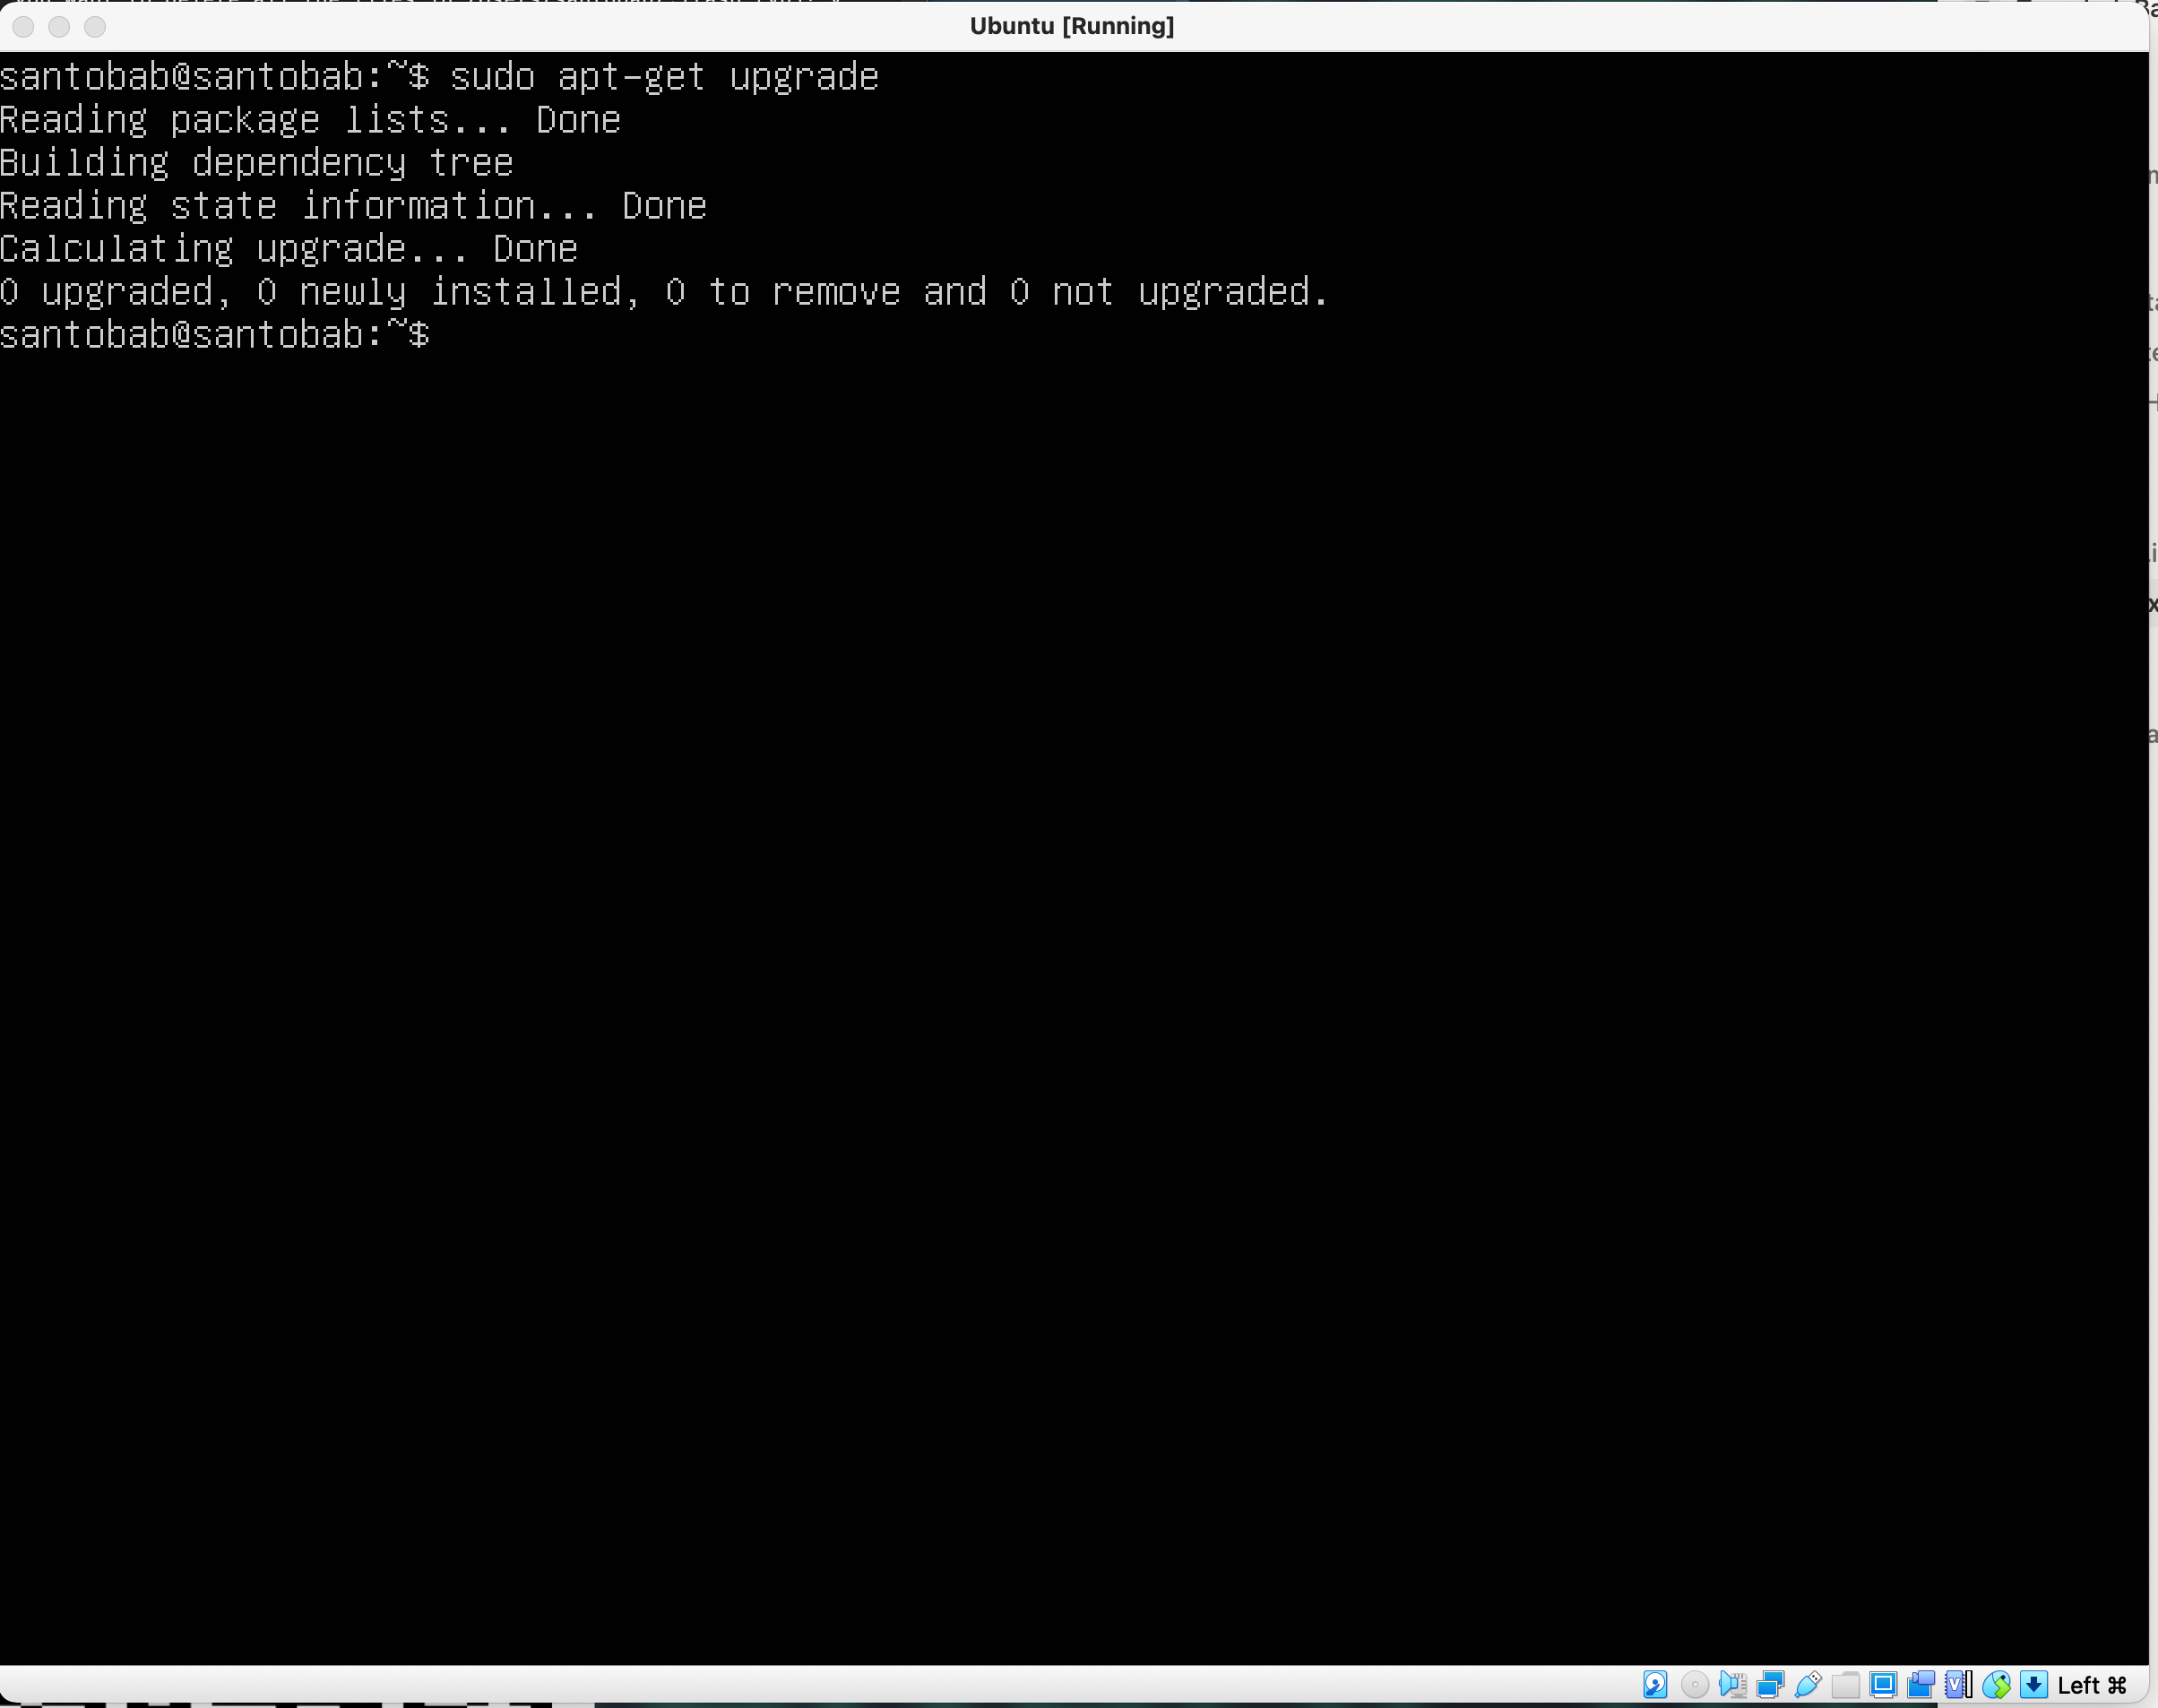 Ubuntu [Running]
santobab@santobab:~$ sudo apt-get upgrade
Reading package lists... Done
Building dependency tree
Reading state information... Done
Calculating upgrade... Done
0 upgraded, 0 newly installed, 0 to remove and 0 not upgraded.
santobab@santobab:~$
Left ⌘